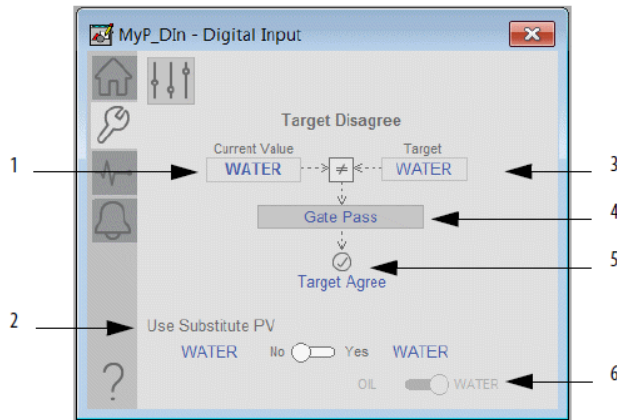 MyP_DIn - Digital Input
Target Disagree
Current Value
Target
1
WATER
≠
WATER
3
Gate Pass
4
5
Target Agree
2
Use Substitute PV
WATER
No
Yes
WATER
?
OIL
WATER
6